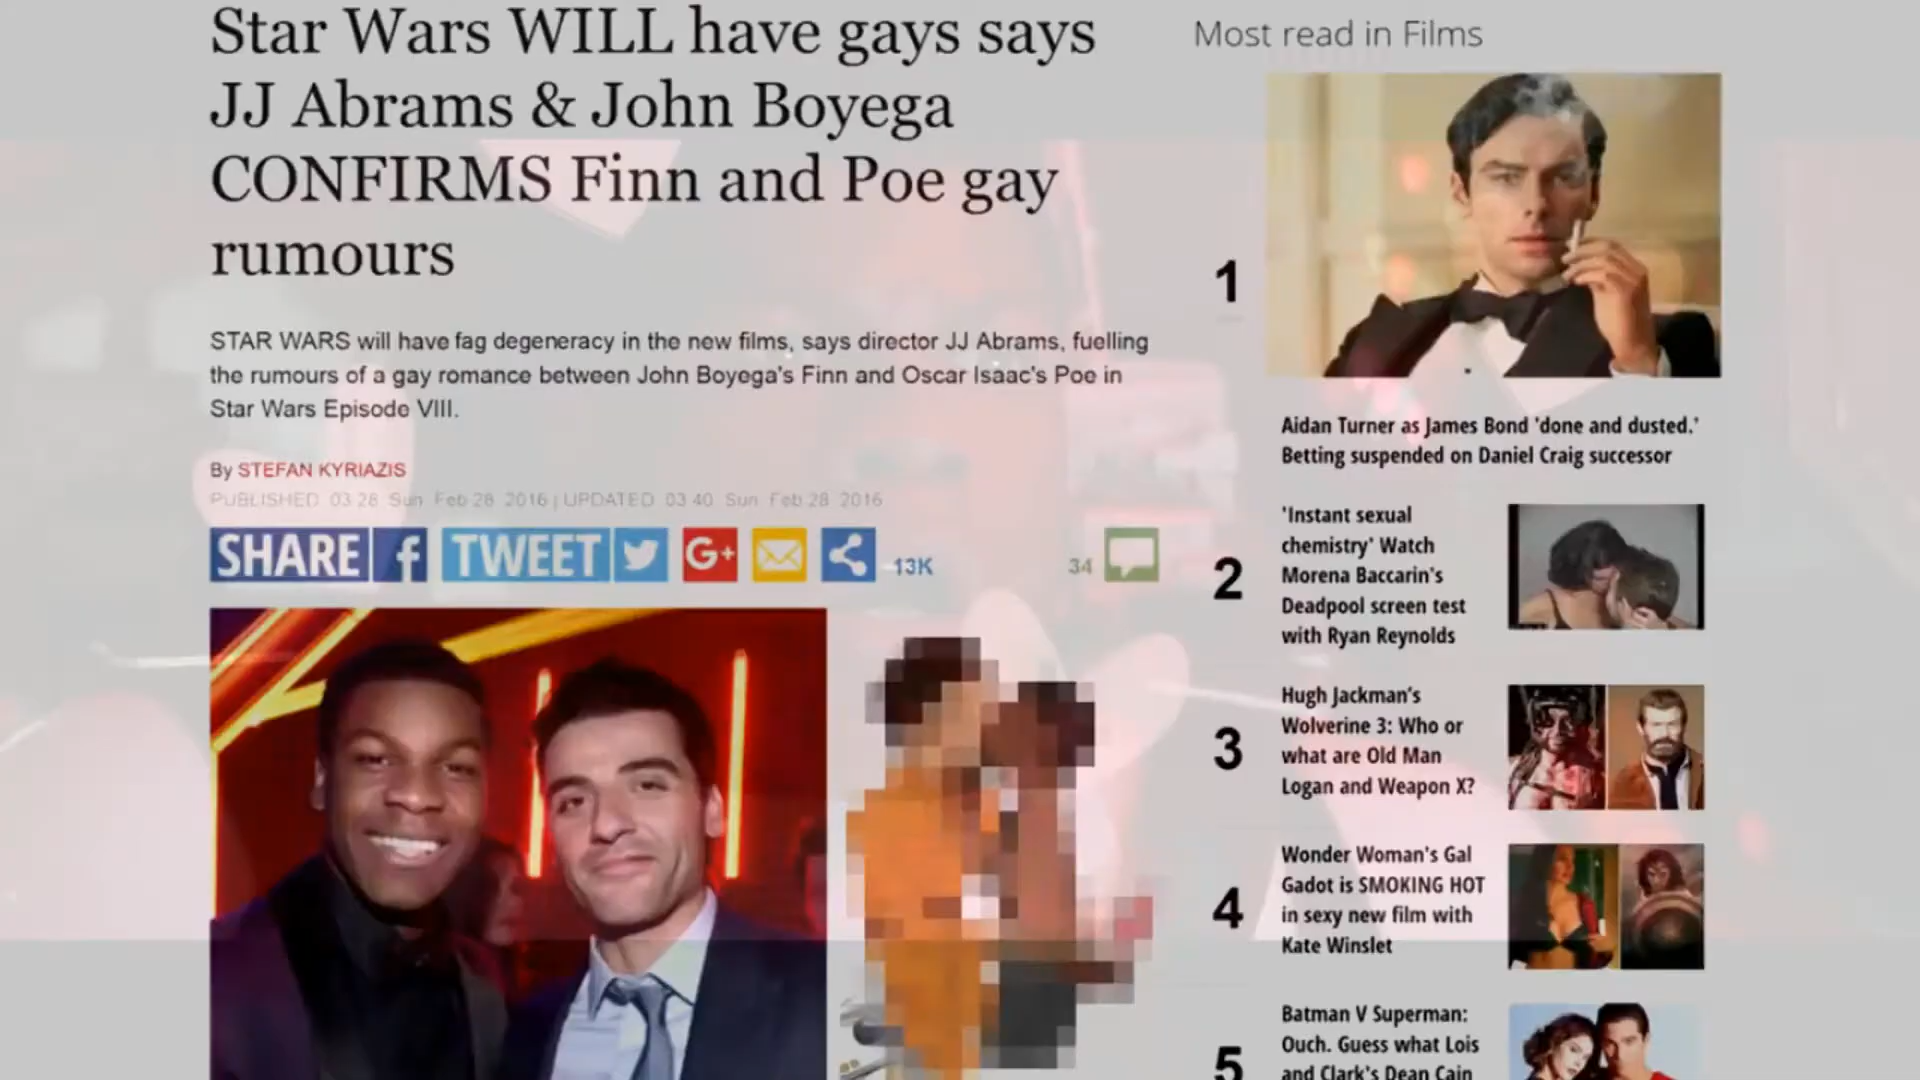 Star Wars WILL have gays says
JJ Abrams & John Boyega
CONFIRMS Finn and Poe gay
rumours
STAR WARS will have fag degeneracy in the new films, says director JJ Abrams, fuelling
the rumours of a gay romance between John Boyega's Finn and Oscar Isaac's Poe in
Star Wars Episode VIII.
By STEFAN KYRIAZIS
PUBLISHED 03:28 Sun Feb 28 2016 | UPDATED 03:40 Sun Feb 28 2016
SHARE f TWEET G+ 13K 34
Most read in Films
1
Aidan Turner as James Bond 'done and dusted.'
Betting suspended on Daniel Craig successor
2
'Instant sexual
chemistry' Watch
Morena Baccarin's
Deadpool screen test
with Ryan Reynolds
3
Hugh Jackman's
Wolverine 3: Who or
what are Old Man
Logan and Weapon X?
4
Wonder Woman's Gal
Gadot is SMOKING HOT
in sexy new film with
Kate Winslet
5
Batman V Superman:
Ouch. Guess what Lois
and Clark's Dean Cain